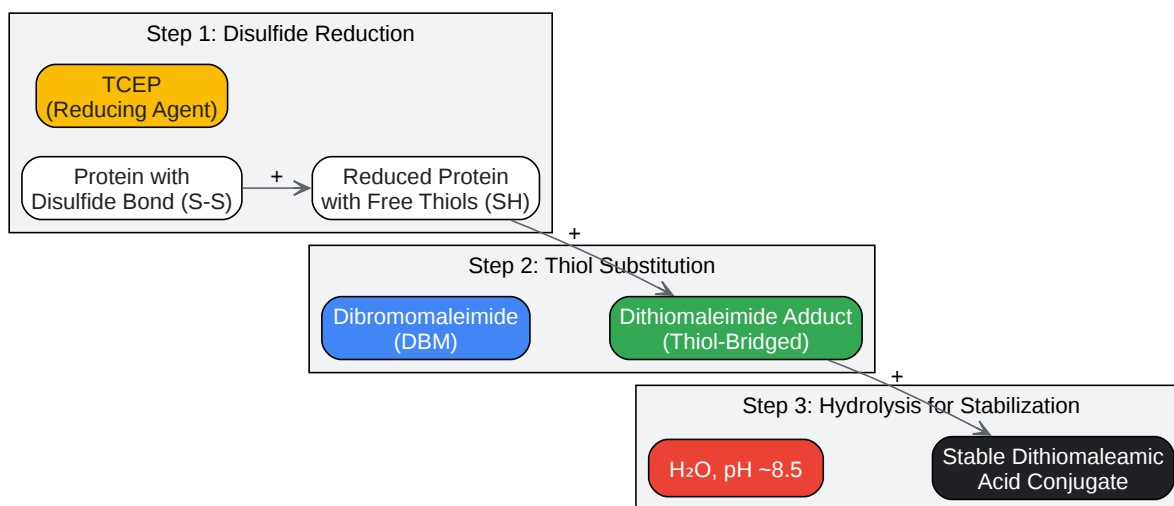 Step 1: Disulfide Reduction
TCEP
(Reducing Agent)
Protein with
Disulfide Bond (S-S)
+
Reduced Protein
with Free Thiols (SH)
+
Step 2: Thiol Substitution
Dibromomaleimide
(DBM)
Dithiomaleimide Adduct
(Thiol-Bridged)
+
Step 3: Hydrolysis for Stabilization
H₂O, pH ~8.5
Stable Dithiomaleamic
Acid Conjugate